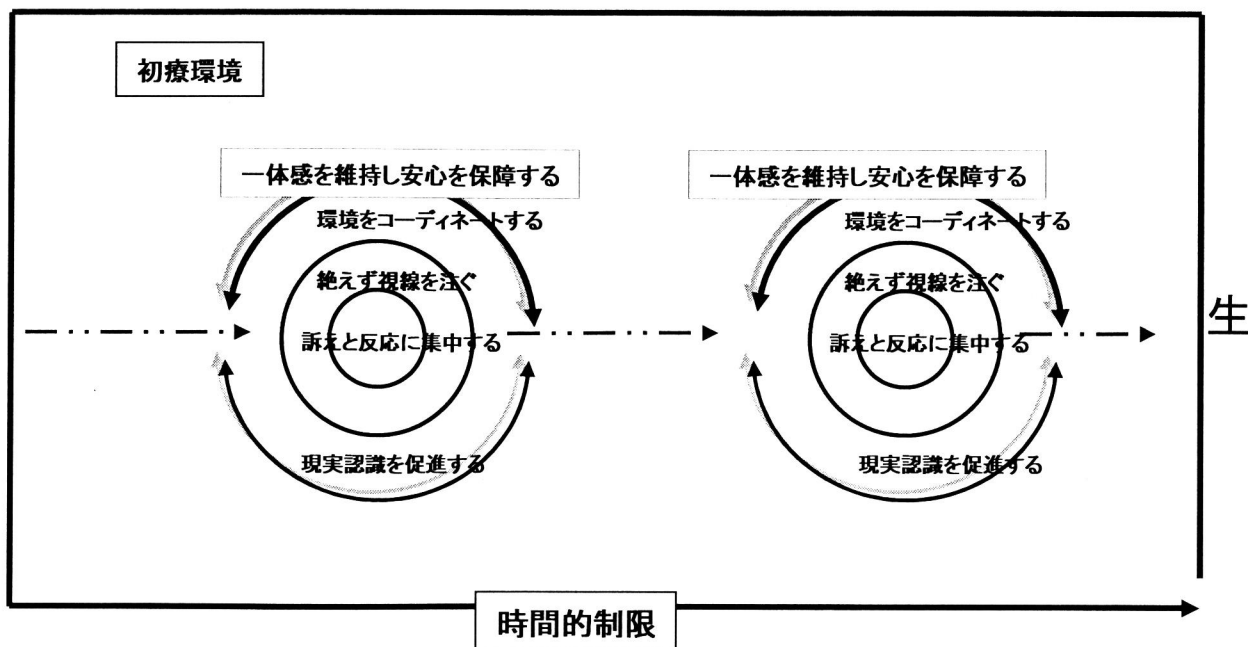 初療環境
一体感を維持し安心を保障する
環境をコーディネートする
絶えず視線を注ぐ
訴えと反応に集中する
現実認識を促進する
一体感を維持し安心を保障する
環境をコーディネートする
絶えず視線を注ぐ
訴えと反応に集中する
現実認識を促進する
生
時間的制限